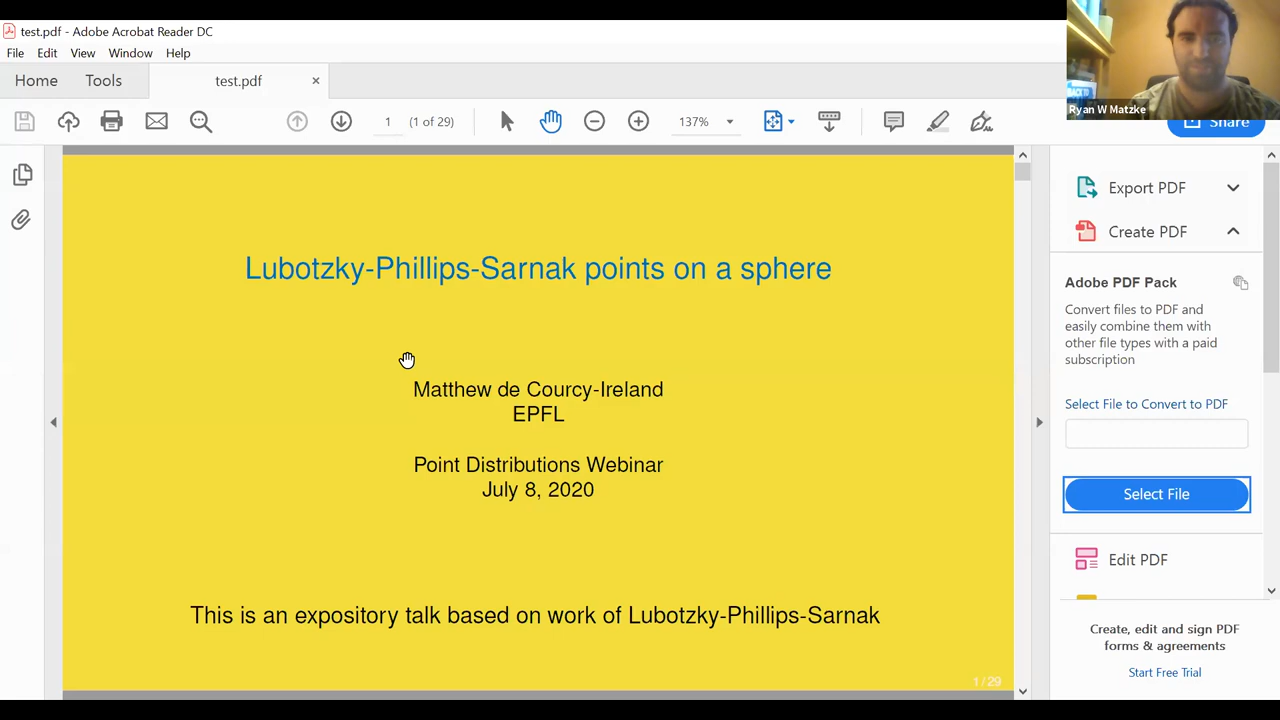 test.pdf - Adobe Acrobat Reader DC
File Edit View Window Help
Home Tools test.pdf ×
1 (1 of 29) 137%
Share
Ryan W Matzke
Lubotzky-Phillips-Sarnak points on a sphere
Matthew de Courcy-Ireland
EPFL
Point Distributions Webinar
July 8, 2020
This is an expository talk based on work of Lubotzky-Phillips-Sarnak
1 / 29
Export PDF
Create PDF
Adobe PDF Pack
Convert files to PDF and
easily combine them with
other file types with a paid
subscription
Select File to Convert to PDF
Select File
Edit PDF
Create, edit and sign PDF
forms & agreements
Start Free Trial